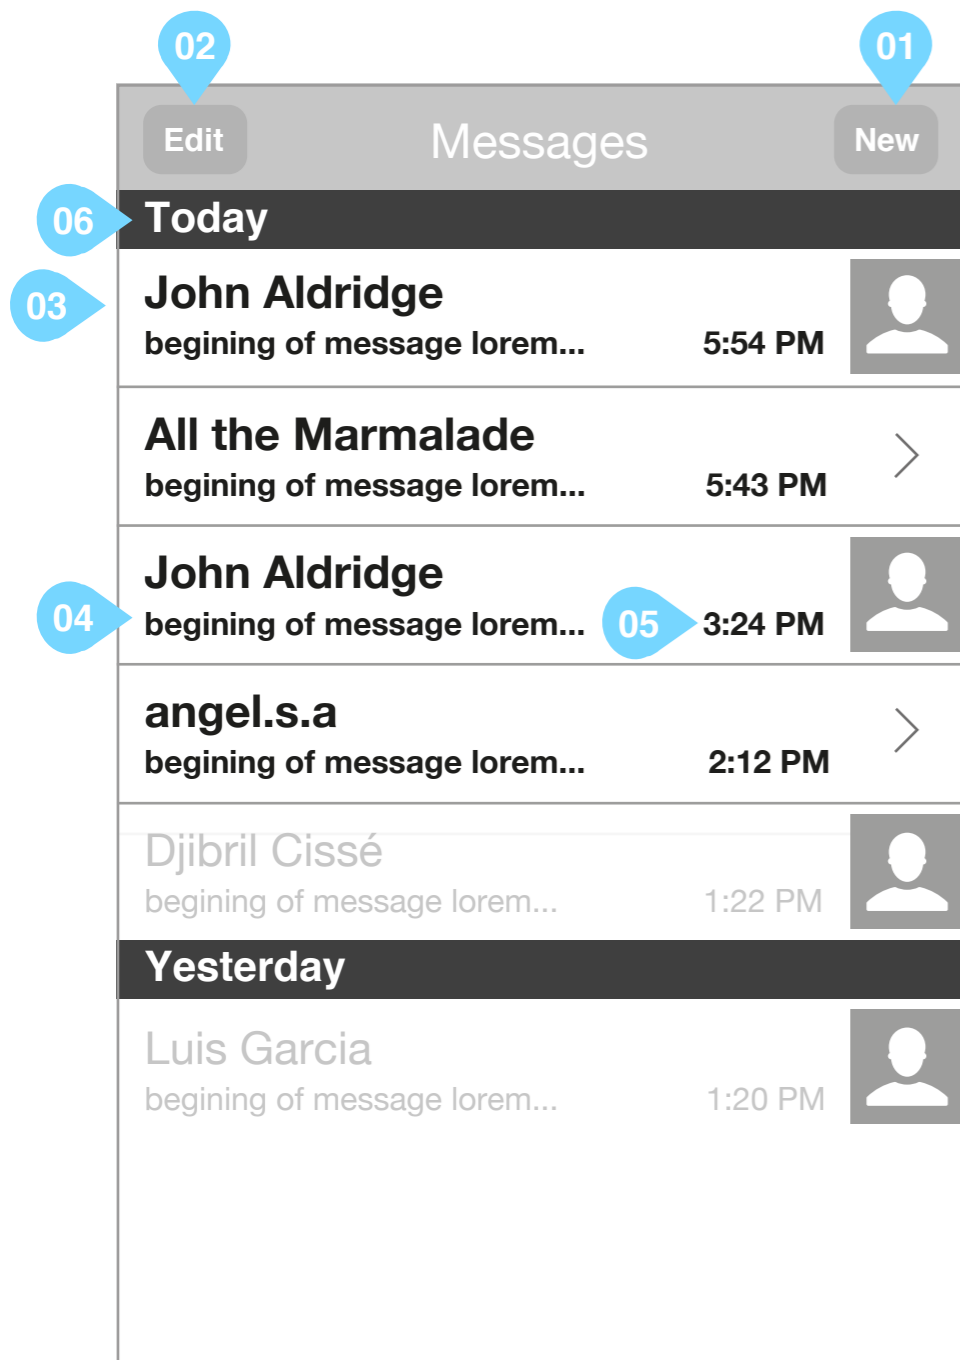 02
01
Edit
Messages
New
06
Today
03
John Aldridge
begining of message lorem...
5:54 PM
All the Marmalade
begining of message lorem...
5:43 PM
John Aldridge
04
begining of message lorem...
05
3:24 PM
angel.s.a
begining of message lorem...
2:12 PM
Djibril Cissé
begining of message lorem...
1:22 PM
Yesterday
Luis Garcia
begining of message lorem...
1:20 PM